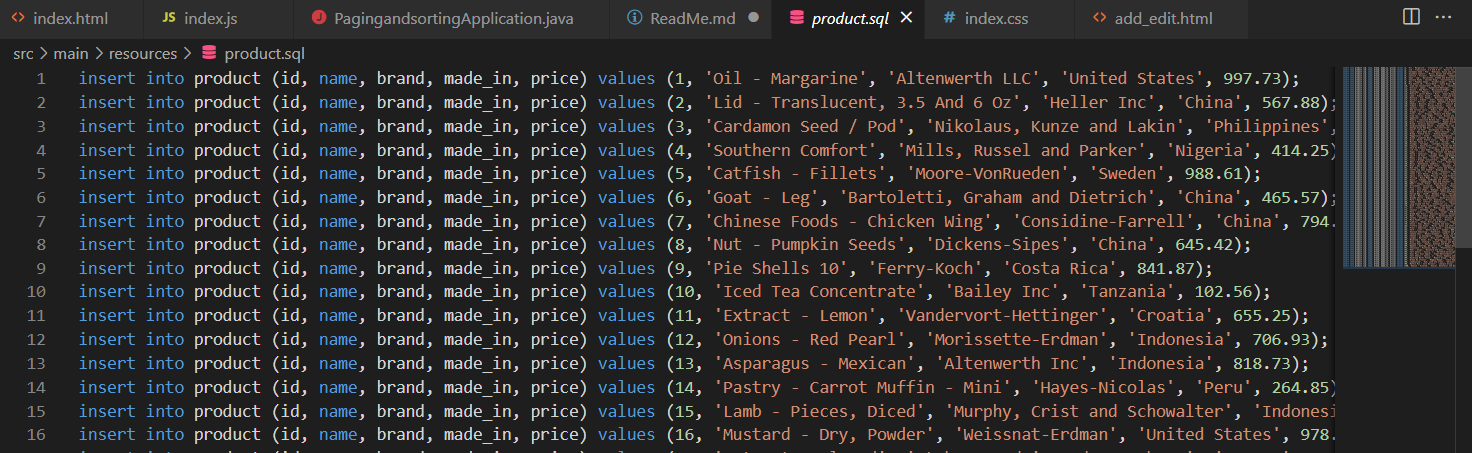 index.html
index.js
PagingandsortingApplication.java
ReadMe.md
product.sql
index.css
add_edit.html
src > main > resources > product.sql
1 insert into product (id, name, brand, made_in, price) values (1, 'Oil - Margarine', 'Altenwerth LLC', 'United States', 997.73);
2 insert into product (id, name, brand, made_in, price) values (2, 'Lid - Translucent, 3.5 And 6 Oz', 'Heller Inc', 'China', 567.88);
3 insert into product (id, name, brand, made_in, price) values (3, 'Cardamon Seed / Pod', 'Nikolaus, Kunze and Lakin', 'Philippines',
4 insert into product (id, name, brand, made_in, price) values (4, 'Southern Comfort', 'Mills, Russel and Parker', 'Nigeria', 414.25)
5 insert into product (id, name, brand, made_in, price) values (5, 'Catfish - Fillets', 'Moore-VonRueden', 'Sweden', 988.61);
6 insert into product (id, name, brand, made_in, price) values (6, 'Goat - Leg', 'Bartoletti, Graham and Dietrich', 'China', 465.57);
7 insert into product (id, name, brand, made_in, price) values (7, 'Chinese Foods - Chicken Wing', 'Considine-Farrell', 'China', 794.
8 insert into product (id, name, brand, made_in, price) values (8, 'Nut - Pumpkin Seeds', 'Dickens-Sipes', 'China', 645.42);
9 insert into product (id, name, brand, made_in, price) values (9, 'Pie Shells 10', 'Ferry-Koch', 'Costa Rica', 841.87);
10 insert into product (id, name, brand, made_in, price) values (10, 'Iced Tea Concentrate', 'Bailey Inc', 'Tanzania', 102.56);
11 insert into product (id, name, brand, made_in, price) values (11, 'Extract - Lemon', 'Vandervort-Hettinger', 'Croatia', 655.25);
12 insert into product (id, name, brand, made_in, price) values (12, 'Onions - Red Pearl', 'Morissette-Erdman', 'Indonesia', 706.93);
13 insert into product (id, name, brand, made_in, price) values (13, 'Asparagus - Mexican', 'Altenwerth Inc', 'Indonesia', 818.73);
14 insert into product (id, name, brand, made_in, price) values (14, 'Pastry - Carrot Muffin - Mini', 'Hayes-Nicolas', 'Peru', 264.85)
15 insert into product (id, name, brand, made_in, price) values (15, 'Lamb - Pieces, Diced', 'Murphy, Crist and Schowalter', 'Indonesi
16 insert into product (id, name, brand, made_in, price) values (16, 'Mustard - Dry, Powder', 'Weissnat-Erdman', 'United States', 978.